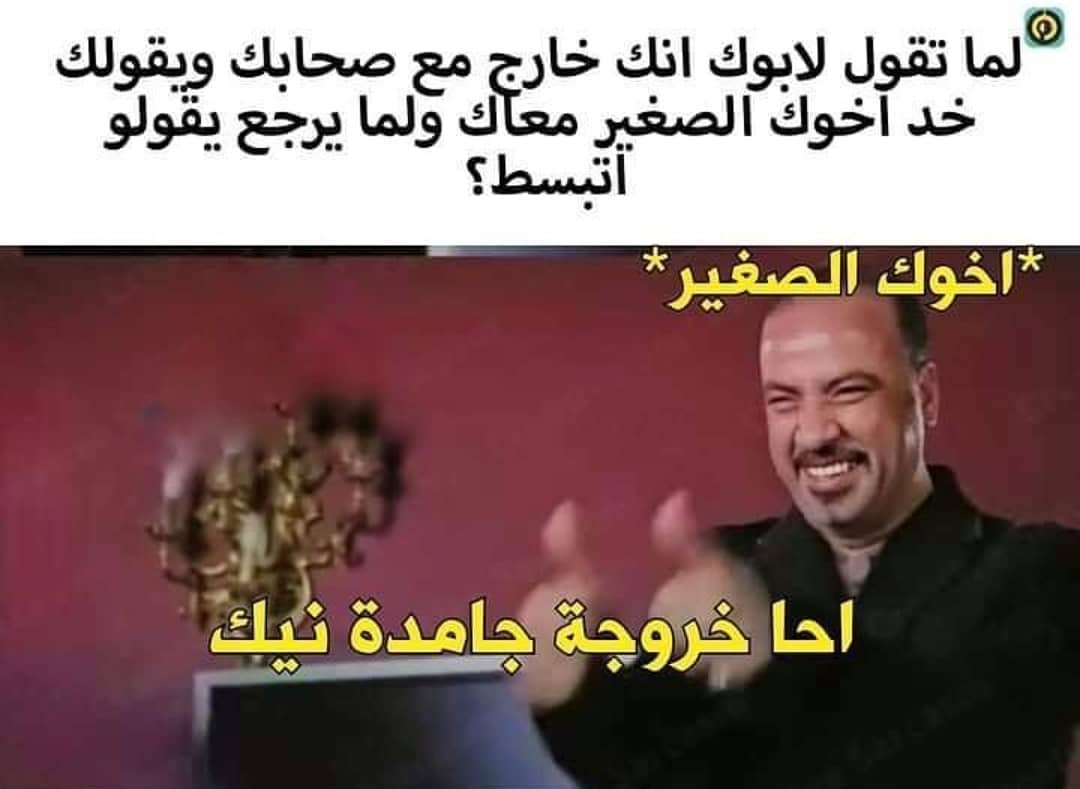 لما تقول لابوك انك خارج مع صحابك ويقولك
خد اخوك الصغير معاك ولما يرجع يقولو
اتبسط؟
*اخوك الصغير*
احا خروجة جامدة نيك